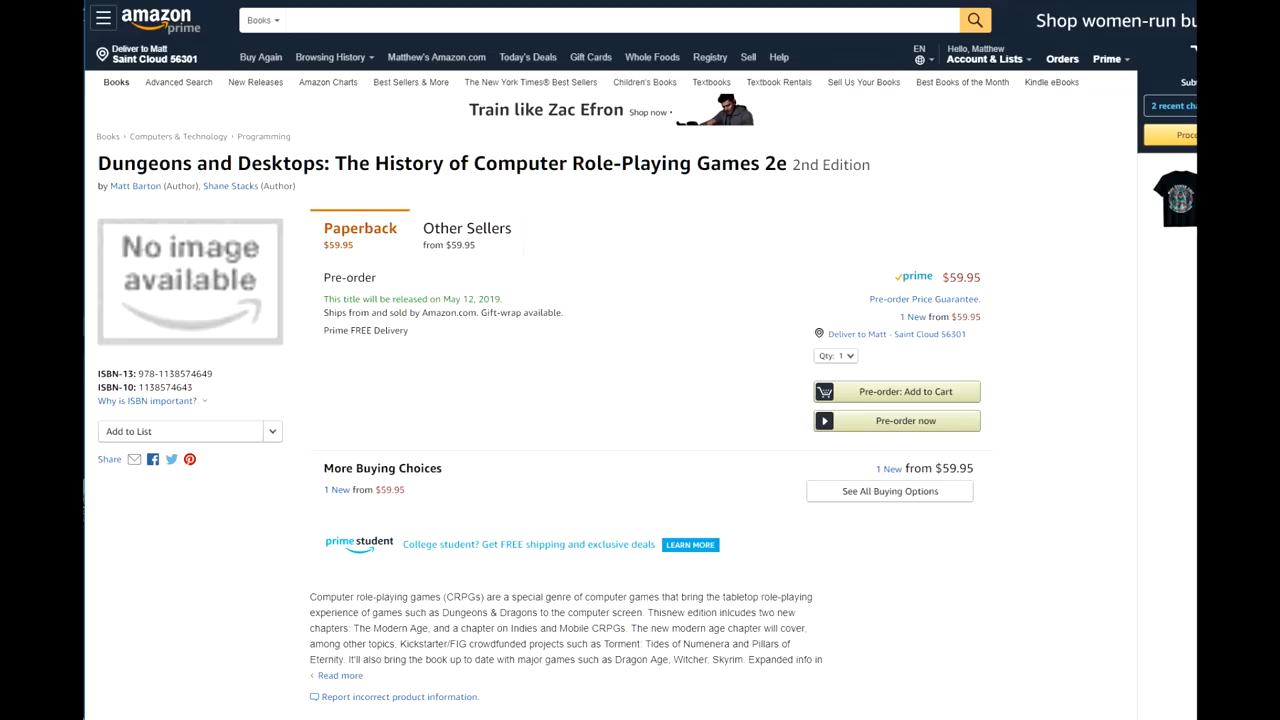 amazon
prime
Books
Shop women-run bu
Deliver to Matt
Saint Cloud 56301
Buy Again
Browsing History
Matthew's Amazon.com
Today's Deals
Gift Cards
Whole Foods
Registry
Sell
Help
EN
Hello, Matthew
Account & Lists
Orders
Prime
Books
Advanced Search
New Releases
Amazon Charts
Best Sellers & More
The New York Times® Best Sellers
Children's Books
Textbooks
Textbook Rentals
Sell Us Your Books
Best Books of the Month
Kindle eBooks
Sub
2 recent cha
Proce
Train like Zac Efron Shop now
Books › Computers & Technology › Programming
Dungeons and Desktops: The History of Computer Role-Playing Games 2e 2nd Edition
by Matt Barton (Author), Shane Stacks (Author)
No image
available
ISBN-13: 978-1138574649
ISBN-10: 1138574643
Why is ISBN important?
Add to List
Share
Paperback
$59.95
Other Sellers
from $59.95
Pre-order
This title will be released on May 12, 2019.
Ships from and sold by Amazon.com. Gift-wrap available.
Prime FREE Delivery
prime $59.95
Pre-order Price Guarantee.
1 New from $59.95
Deliver to Matt - Saint Cloud 56301
Qty: 1
Pre-order: Add to Cart
Pre-order now
More Buying Choices
1 New from $59.95
1 New from $59.95
See All Buying Options
prime student College student? Get FREE shipping and exclusive deals LEARN MORE
Computer role-playing games (CRPGs) are a special genre of computer games that bring the tabletop role-playing
experience of games such as Dungeons & Dragons to the computer screen. Thisnew edition inlcudes two new
chapters: The Modern Age, and a chapter on Indies and Mobile CRPGs. The new modern age chapter will cover,
among other topics, Kickstarter/FIG crowdfunded projects such as Torment: Tides of Numenera and Pillars of
Eternity. It'll also bring the book up to date with major games such as Dragon Age, Witcher, Skyrim. Expanded info in
‹ Read more
Report incorrect product information.